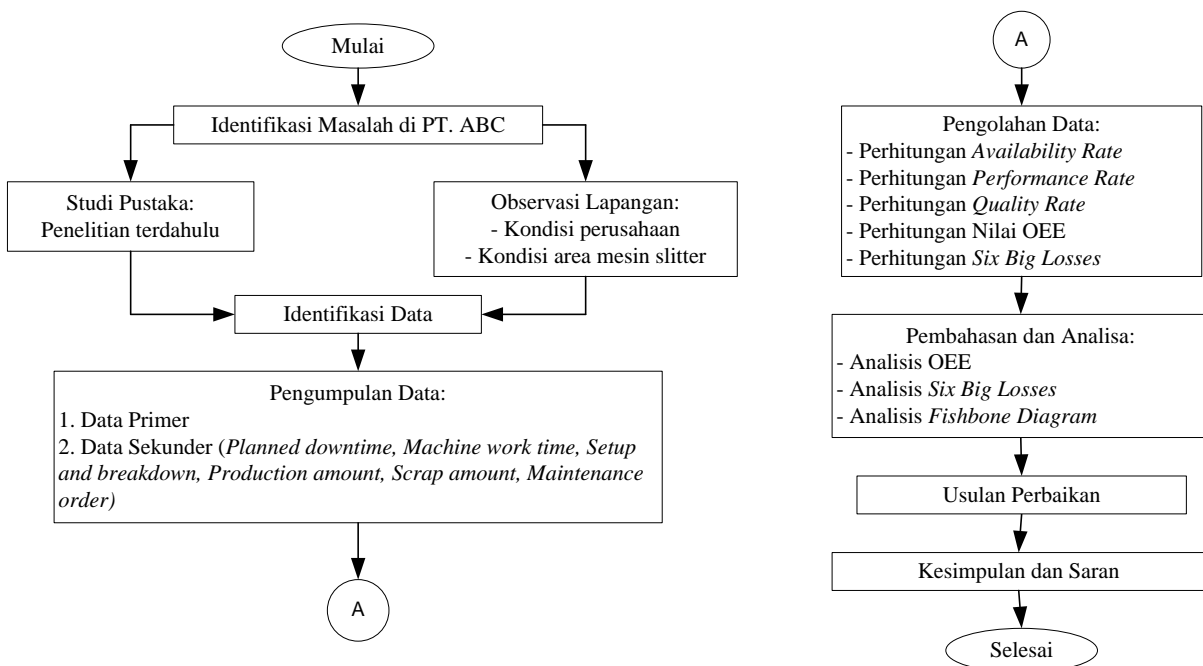 Mulai
Identifikasi Masalah di PT. ABC
Studi Pustaka:
Penelitian terdahulu
Observasi Lapangan:
- Kondisi perusahaan
- Kondisi area mesin slitter
Identifikasi Data
Pengumpulan Data:
1. Data Primer
2. Data Sekunder (Planned downtime, Machine work time, Setup
and breakdown, Production amount, Scrap amount, Maintenance
order)
A
A
Pengolahan Data:
- Perhitungan Availability Rate
- Perhitungan Performance Rate
- Perhitungan Quality Rate
- Perhitungan Nilai OEE
- Perhitungan Six Big Losses
Pembahasan dan Analisa:
- Analisis OEE
- Analisis Six Big Losses
- Analisis Fishbone Diagram
Usulan Perbaikan
Kesimpulan dan Saran
Selesai